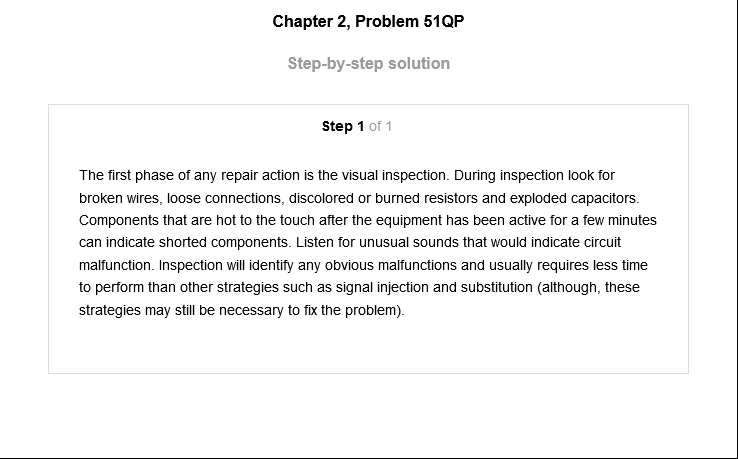 Chapter 2, Problem 51QP
Step-by-step solution
Step 1 of 1
The first phase of any repair action is the visual inspection. During inspection look for
broken wires, loose connections, discolored or burned resistors and exploded capacitors.
Components that are hot to the touch after the equipment has been active for a few minutes
can indicate shorted components. Listen for unusual sounds that would indicate circuit
malfunction. Inspection will identify any obvious malfunctions and usually requires less time
to perform than other strategies such as signal injection and substitution (although, these
strategies may still be necessary to fix the problem).